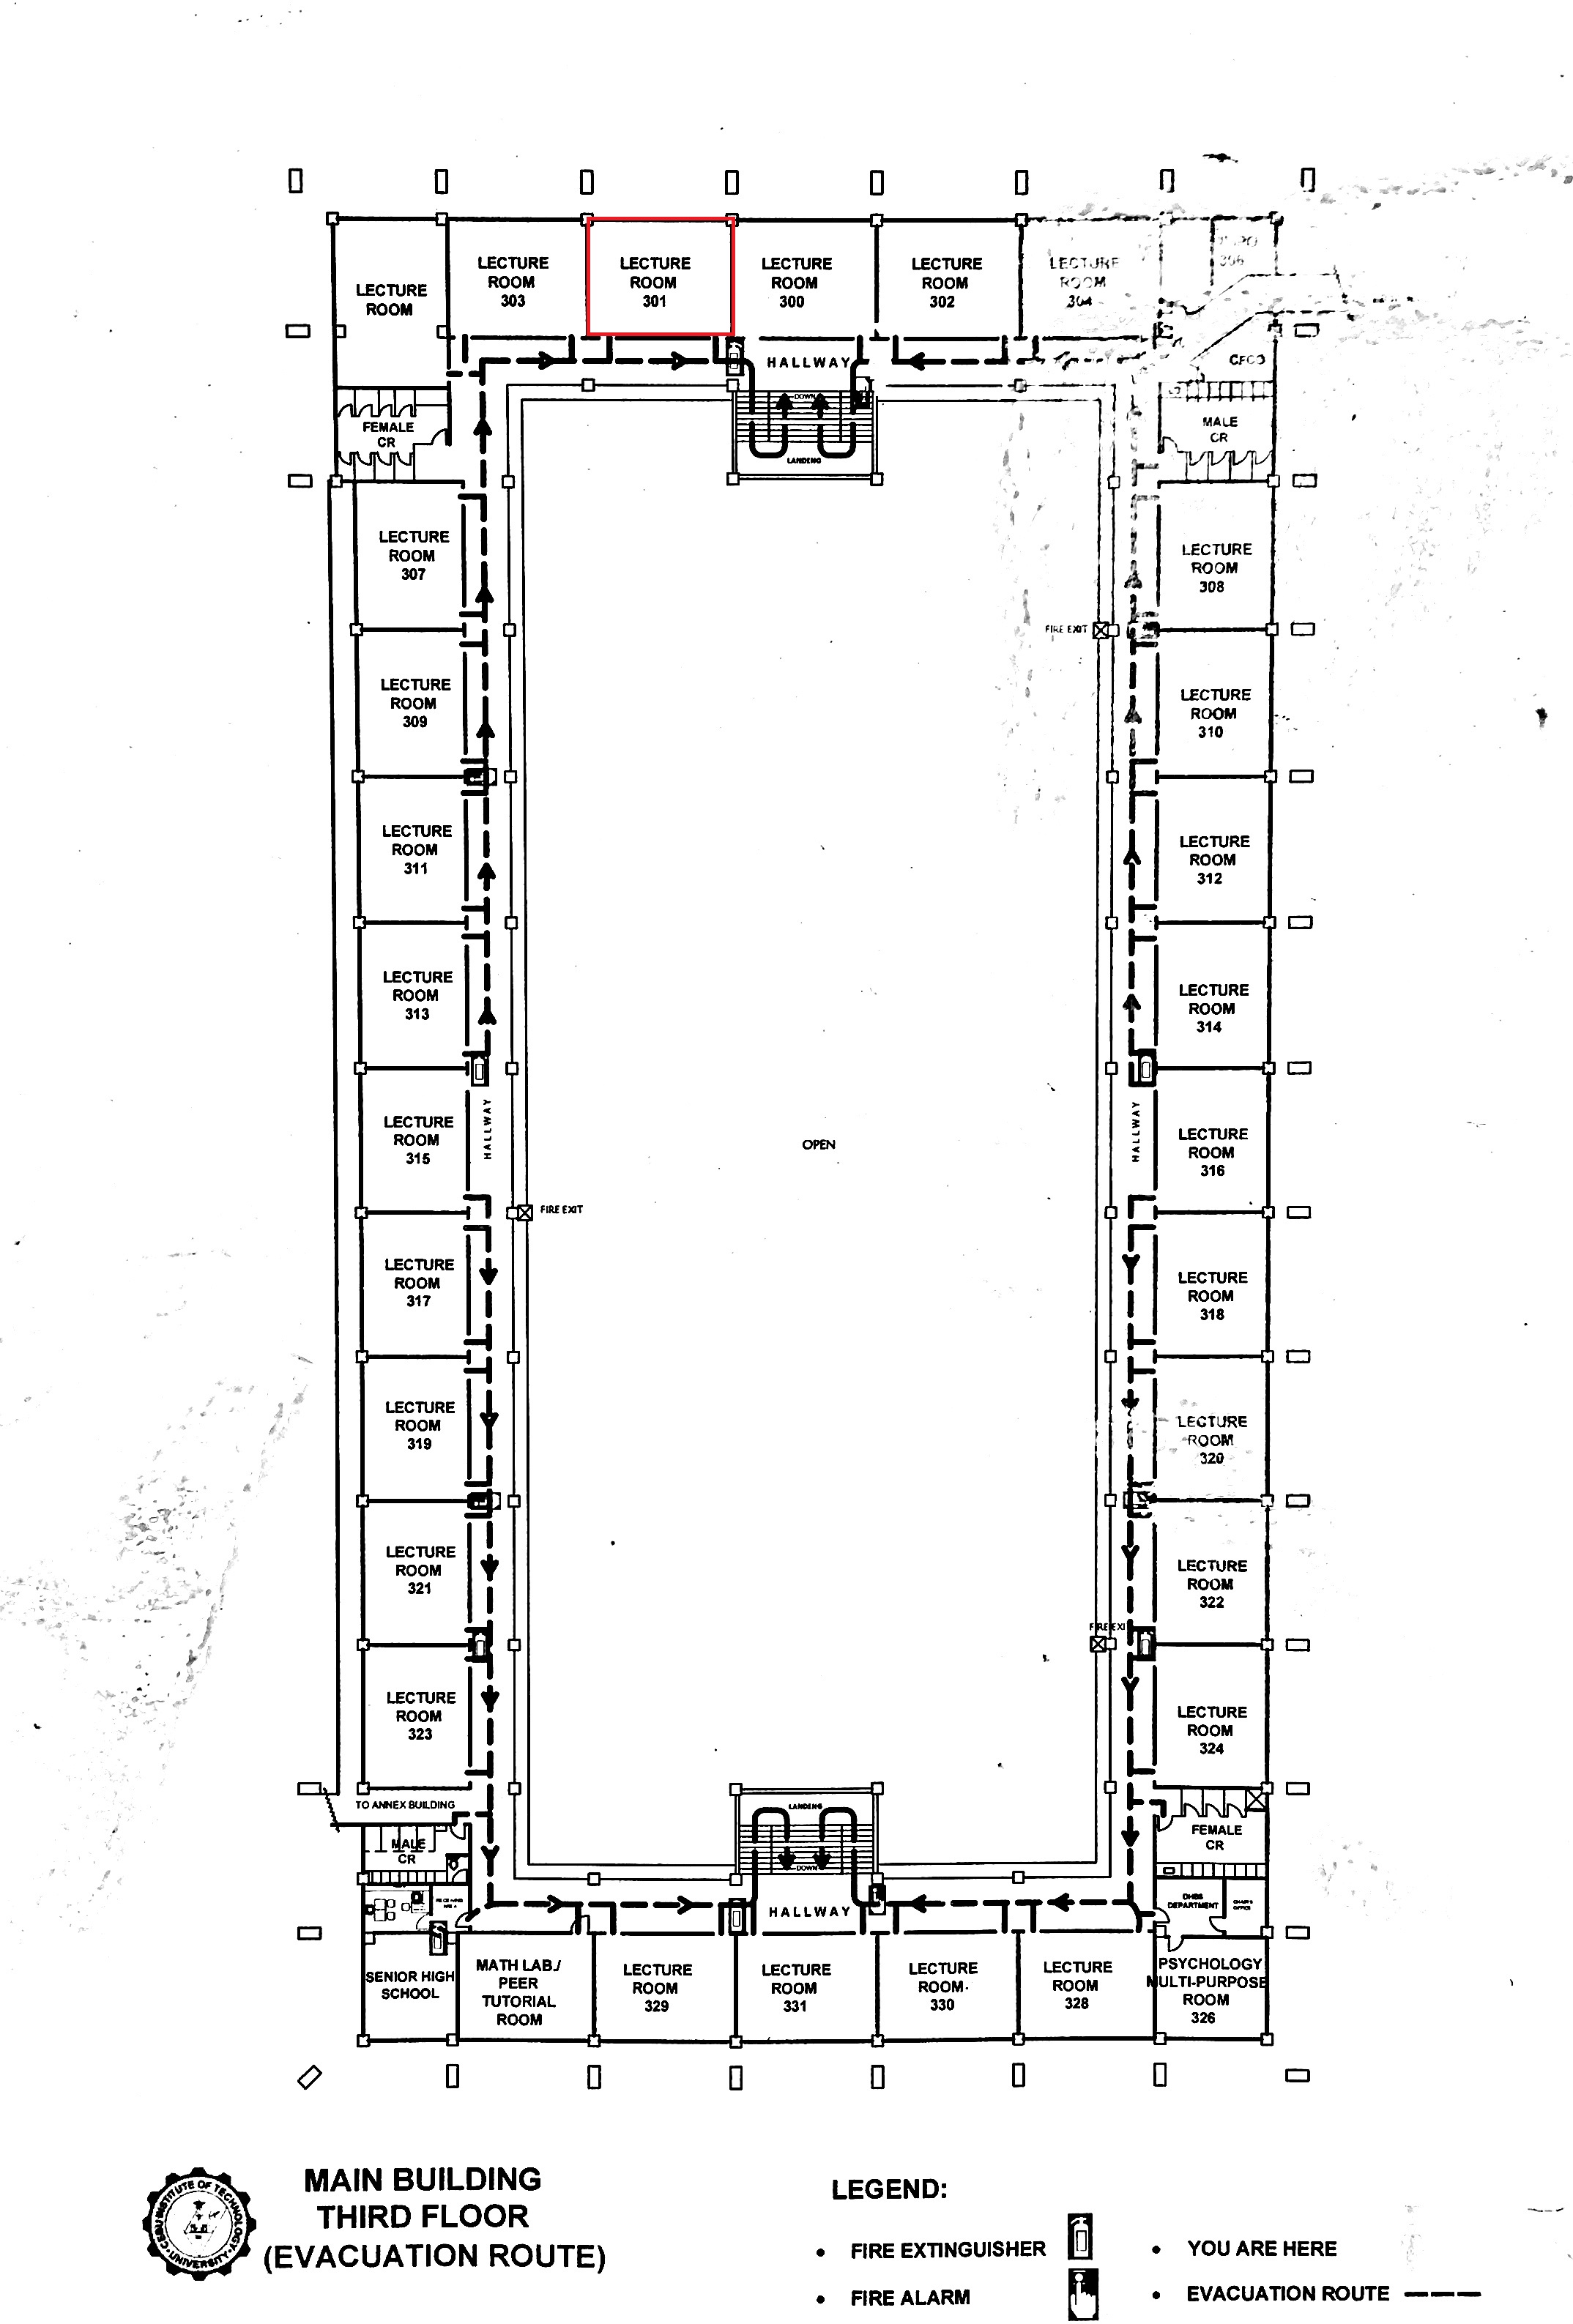 LECTURE
ROOM
LECTURE
ROOM
303
LECTURE
ROOM
301
LECTURE
ROOM
300
LECTURE
ROOM
302
LECTURE
ROOM
304
306
CFCO
HALLWAY
DOWN
LANDING
FEMALE
CR
MALE
CR
LECTURE
ROOM
307
LECTURE
ROOM
308
FIRE EXIT
LECTURE
ROOM
309
LECTURE
ROOM
310
LECTURE
ROOM
311
LECTURE
ROOM
312
LECTURE
ROOM
313
LECTURE
ROOM
314
LECTURE
ROOM
315
HALLWAY
OPEN
HALLWAY
LECTURE
ROOM
316
FIRE EXIT
LECTURE
ROOM
317
LECTURE
ROOM
318
LECTURE
ROOM
319
LECTURE
ROOM
320
LECTURE
ROOM
321
LECTURE
ROOM
322
FIRE EXI
LECTURE
ROOM
323
LECTURE
ROOM
324
TO ANNEX BUILDING
MALE
CR
LANDING
DOWN
FEMALE
CR
HALLWAY
DHBS
DEPARTMENT
CHAIR'S
OFFICE
SENIOR HIGH
SCHOOL
MATH LAB./
PEER
TUTORIAL
ROOM
LECTURE
ROOM
329
LECTURE
ROOM
331
LECTURE
ROOM
330
LECTURE
ROOM
328
PSYCHOLOGY
MULTI-PURPOSE
ROOM
326
CEBU INSTITUTE OF TECHNOLOGY
UNIVERSITY
MAIN BUILDING
THIRD FLOOR
(EVACUATION ROUTE)
LEGEND:
• FIRE EXTINGUISHER
• FIRE ALARM
• YOU ARE HERE
• EVACUATION ROUTE